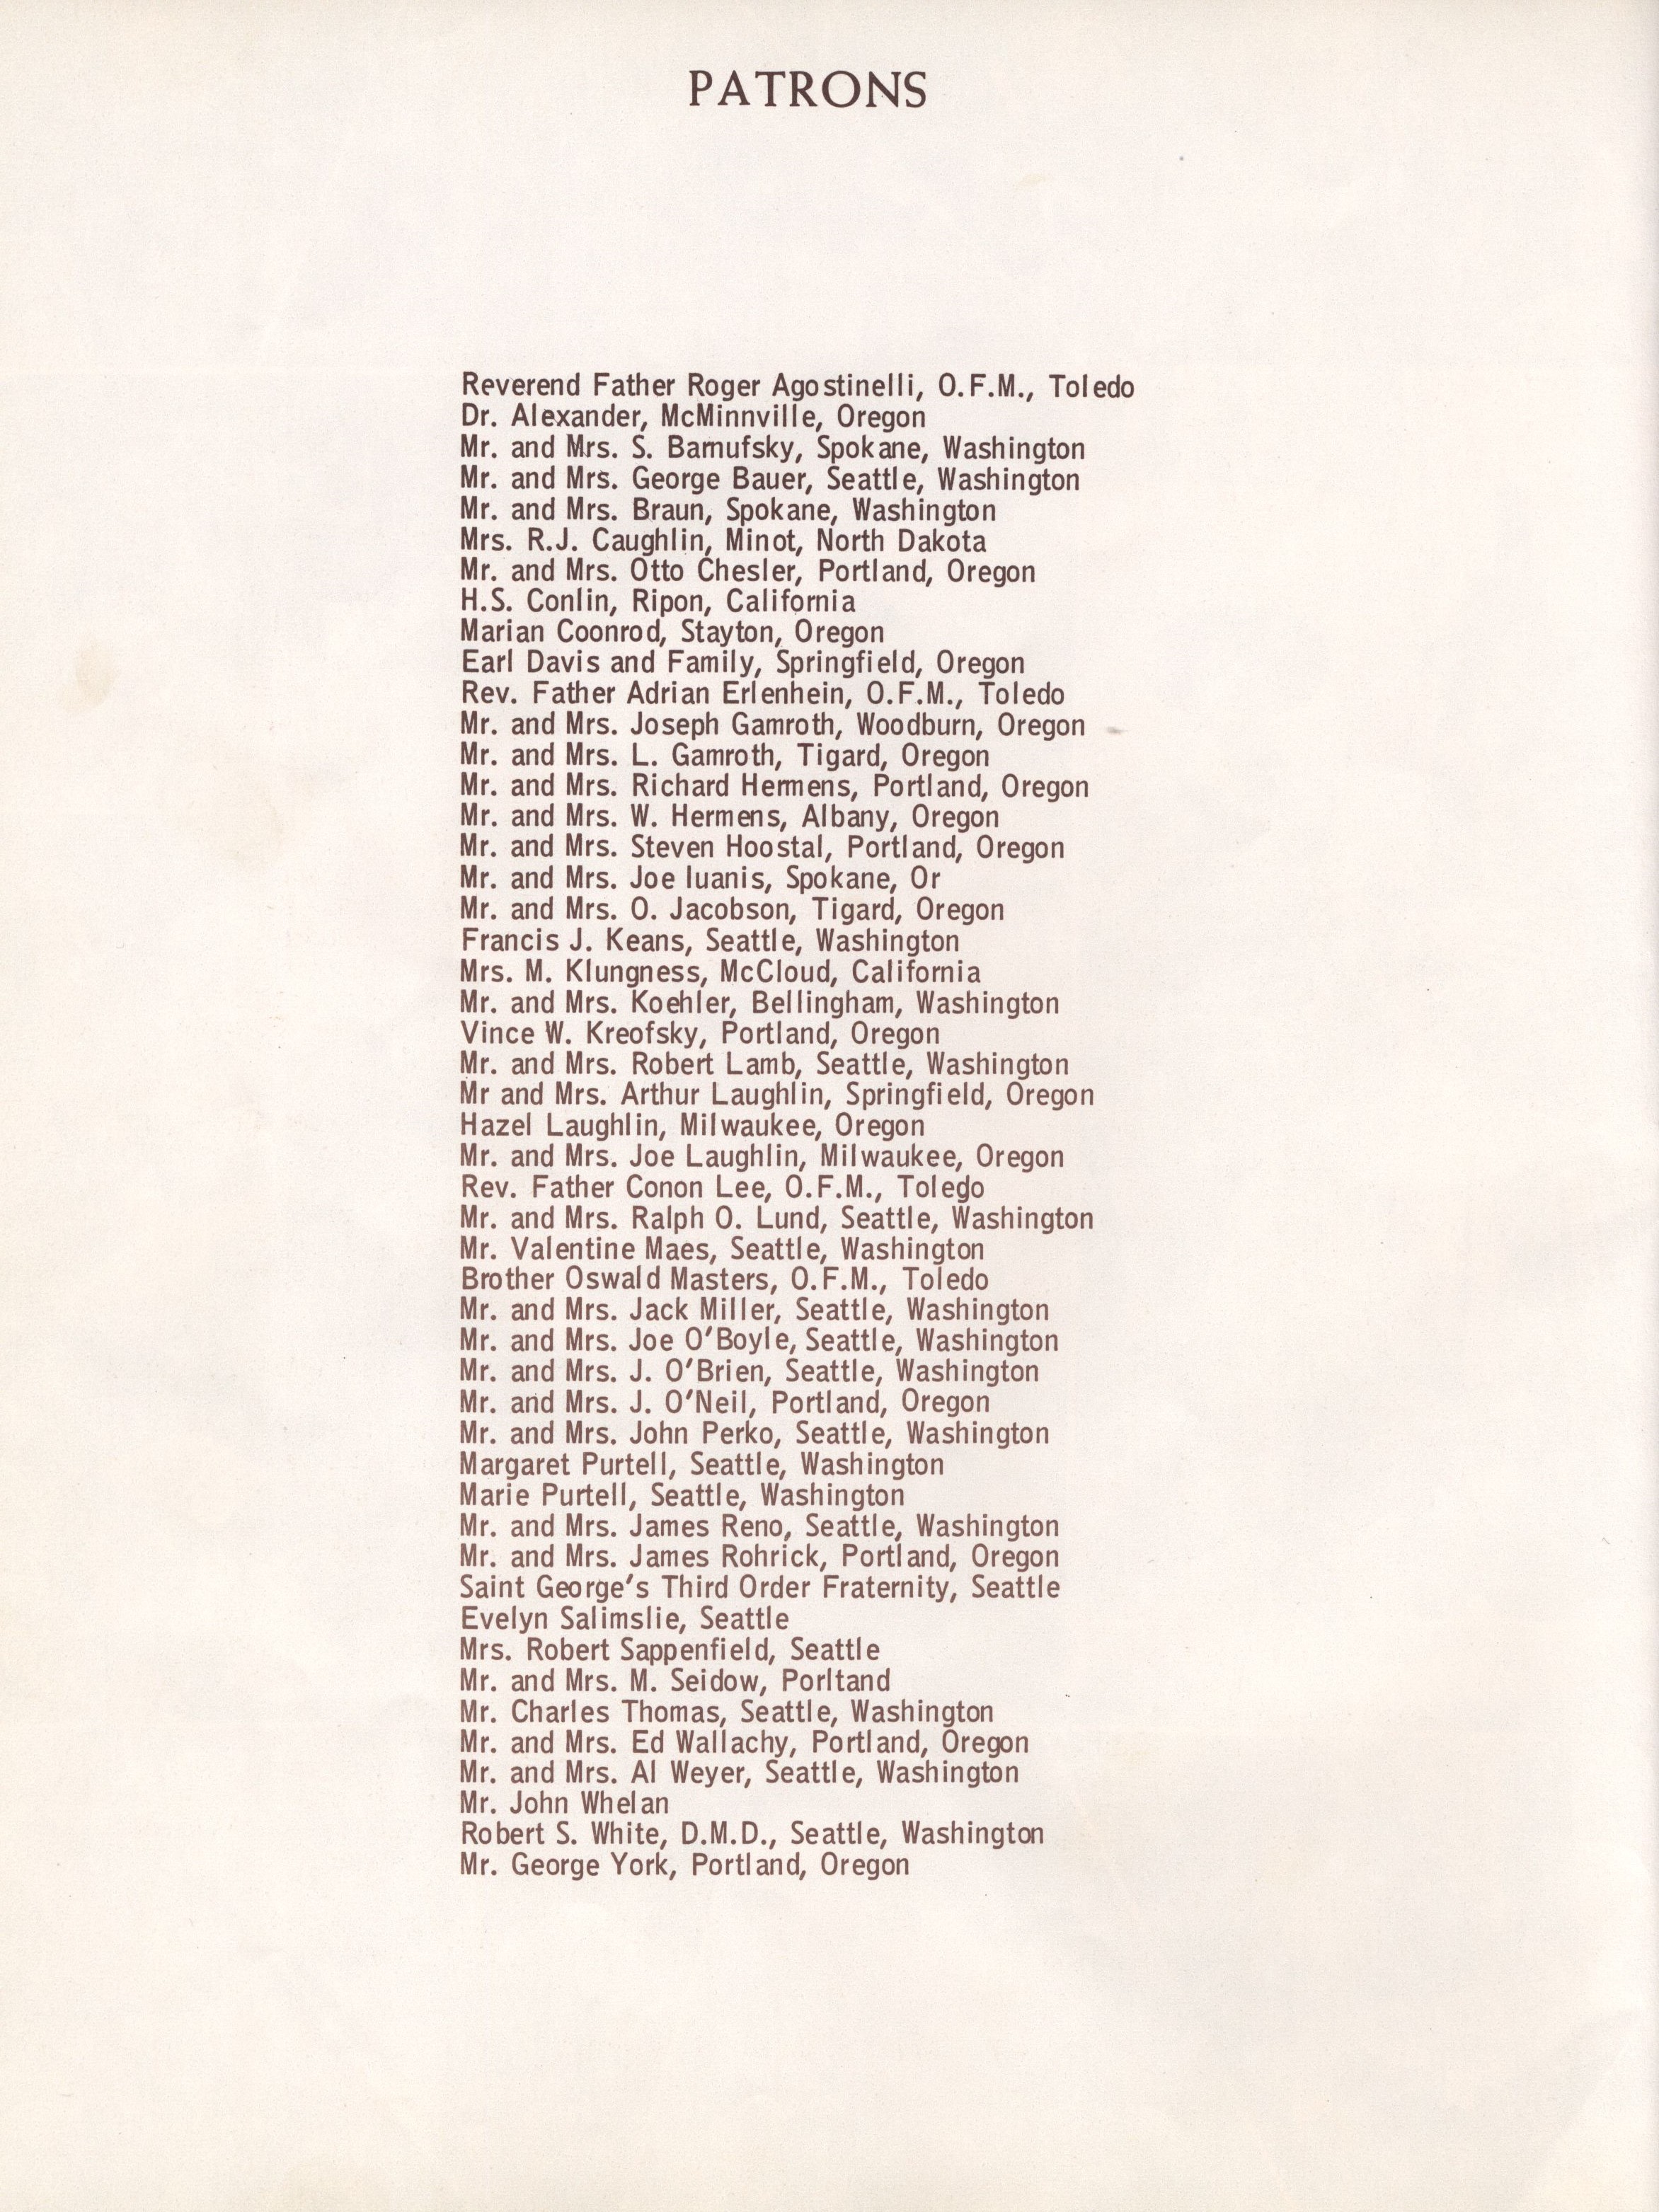 PATRONS
Reverend Father Roger Agostinelli, O.F.M., Toledo
Dr. Alexander, McMinnville, Oregon
Mr. and Mrs. S. Barnufsky, Spokane, Washington
Mr. and Mrs. George Bauer, Seattle, Washington
Mr. and Mrs. Braun, Spokane, Washington
Mrs. R.J. Caughlin, Minot, North Dakota
Mr. and Mrs. Otto Chesler, Portland, Oregon
H.S. Conlin, Ripon, California
Marian Coonrod, Stayton, Oregon
Earl Davis and Family, Springfield, Oregon
Rev. Father Adrian Erlenhein, O.F.M., Toledo
Mr. and Mrs. Joseph Gamroth, Woodburn, Oregon
Mr. and Mrs. L. Gamroth, Tigard, Oregon
Mr. and Mrs. Richard Hermens, Portland, Oregon
Mr. and Mrs. W. Hermens, Albany, Oregon
Mr. and Mrs. Steven Hoostal, Portland, Oregon
Mr. and Mrs. Joe Iuanis, Spokane, Or
Mr. and Mrs. O. Jacobson, Tigard, Oregon
Francis J. Keans, Seattle, Washington
Mrs. M. Klungness, McCloud, California
Mr. and Mrs. Koehler, Bellingham, Washington
Vince W. Kreofsky, Portland, Oregon
Mr. and Mrs. Robert Lamb, Seattle, Washington
Mr and Mrs. Arthur Laughlin, Springfield, Oregon
Hazel Laughlin, Milwaukee, Oregon
Mr. and Mrs. Joe Laughlin, Milwaukee, Oregon
Rev. Father Conon Lee, O.F.M., Toledo
Mr. and Mrs. Ralph O. Lund, Seattle, Washington
Mr. Valentine Maes, Seattle, Washington
Brother Oswald Masters, O.F.M., Toledo
Mr. and Mrs. Jack Miller, Seattle, Washington
Mr. and Mrs. Joe O'Boyle, Seattle, Washington
Mr. and Mrs. J. O'Brien, Seattle, Washington
Mr. and Mrs. J. O'Neil, Portland, Oregon
Mr. and Mrs. John Perko, Seattle, Washington
Margaret Purtell, Seattle, Washington
Marie Purtell, Seattle, Washington
Mr. and Mrs. James Reno, Seattle, Washington
Mr. and Mrs. James Rohrick, Portland, Oregon
Saint George's Third Order Fraternity, Seattle
Evelyn Salimslie, Seattle
Mrs. Robert Sappenfield, Seattle
Mr. and Mrs. M. Seidow, Porltand
Mr. Charles Thomas, Seattle, Washington
Mr. and Mrs. Ed Wallachy, Portland, Oregon
Mr. and Mrs. Al Weyer, Seattle, Washington
Mr. John Whelan
Robert S. White, D.M.D., Seattle, Washington
Mr. George York, Portland, Oregon